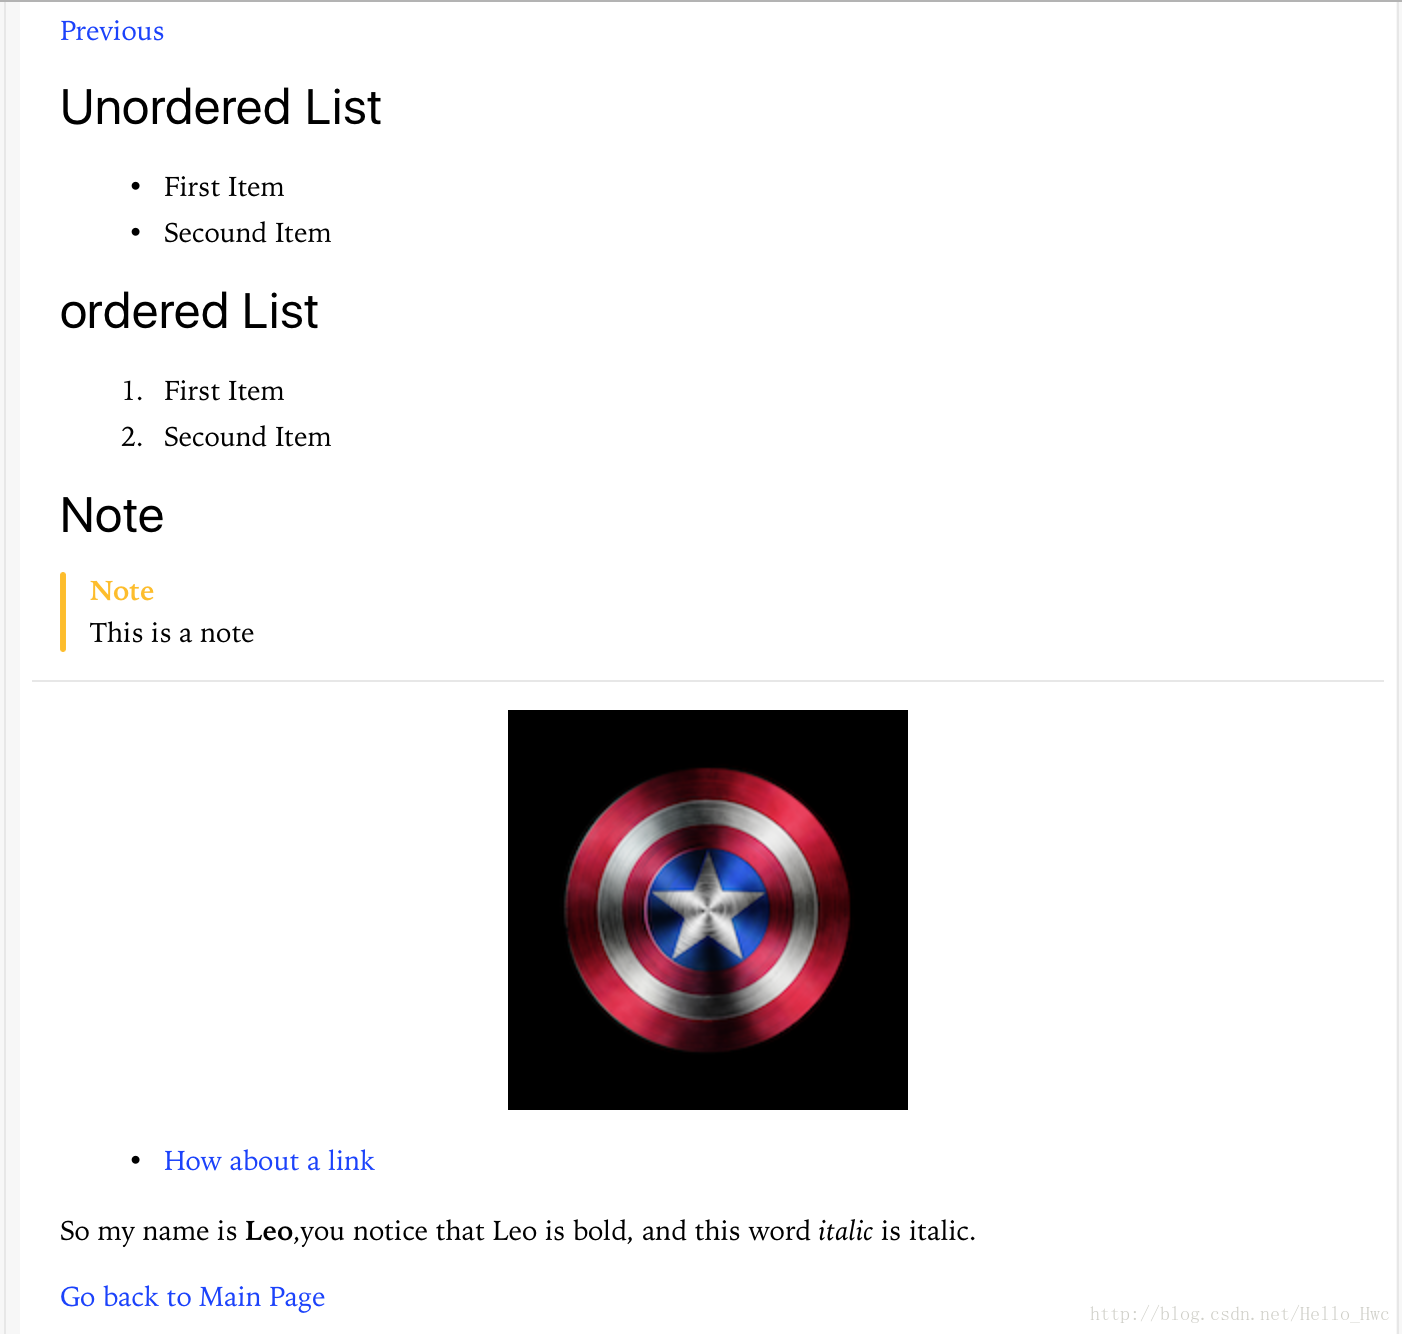 Previous
Unordered List
• First Item
• Secound Item
ordered List
1. First Item
2. Secound Item
Note
Note
This is a note
• How about a link
So my name is Leo,you notice that Leo is bold, and this word italic is italic.
Go back to Main Page
http://blog.csdn.net/Hello_Hwc